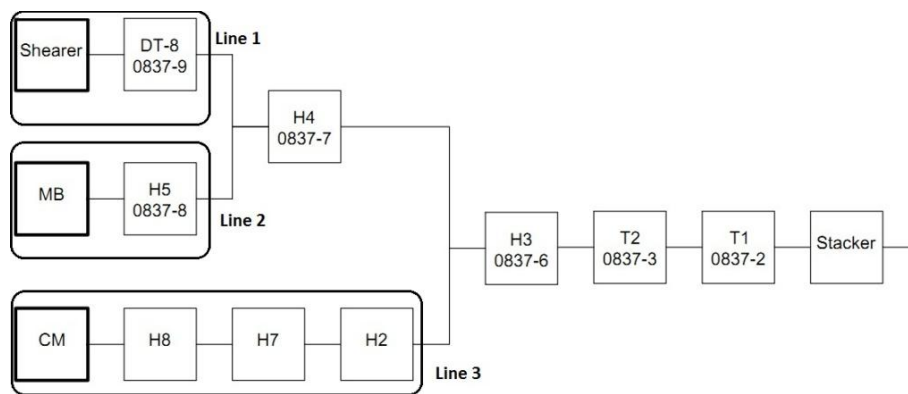 Shearer
DT-8
0837-9
Line 1
H4
0837-7
MB
H5
0837-8
Line 2
H3
0837-6
T2
0837-3
T1
0837-2
Stacker
CM
H8
H7
H2
Line 3